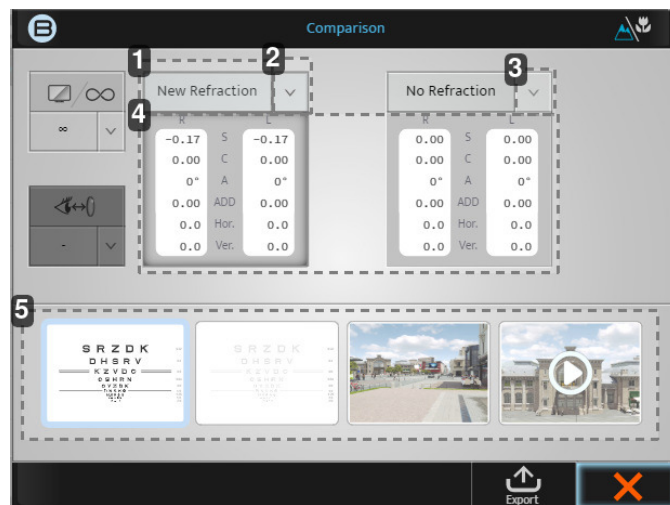 B Comparison
1 2 3
New Refraction No Refraction
∞
4 R L R L
-0.17 S -0.17 0.00 S 0.00
0.00 C 0.00 0.00 C 0.00
0° A 0° 0° A 0°
0.00 ADD 0.00 0.00 ADD 0.00
0.0 Hor. 0.0 0.0 Hor. 0.0
- 0.0 Ver. 0.0 0.0 Ver. 0.0
5
S R Z D K
D H S R V
K Z V D C
S R Z D K
D H S R V
K Z V D C
Export